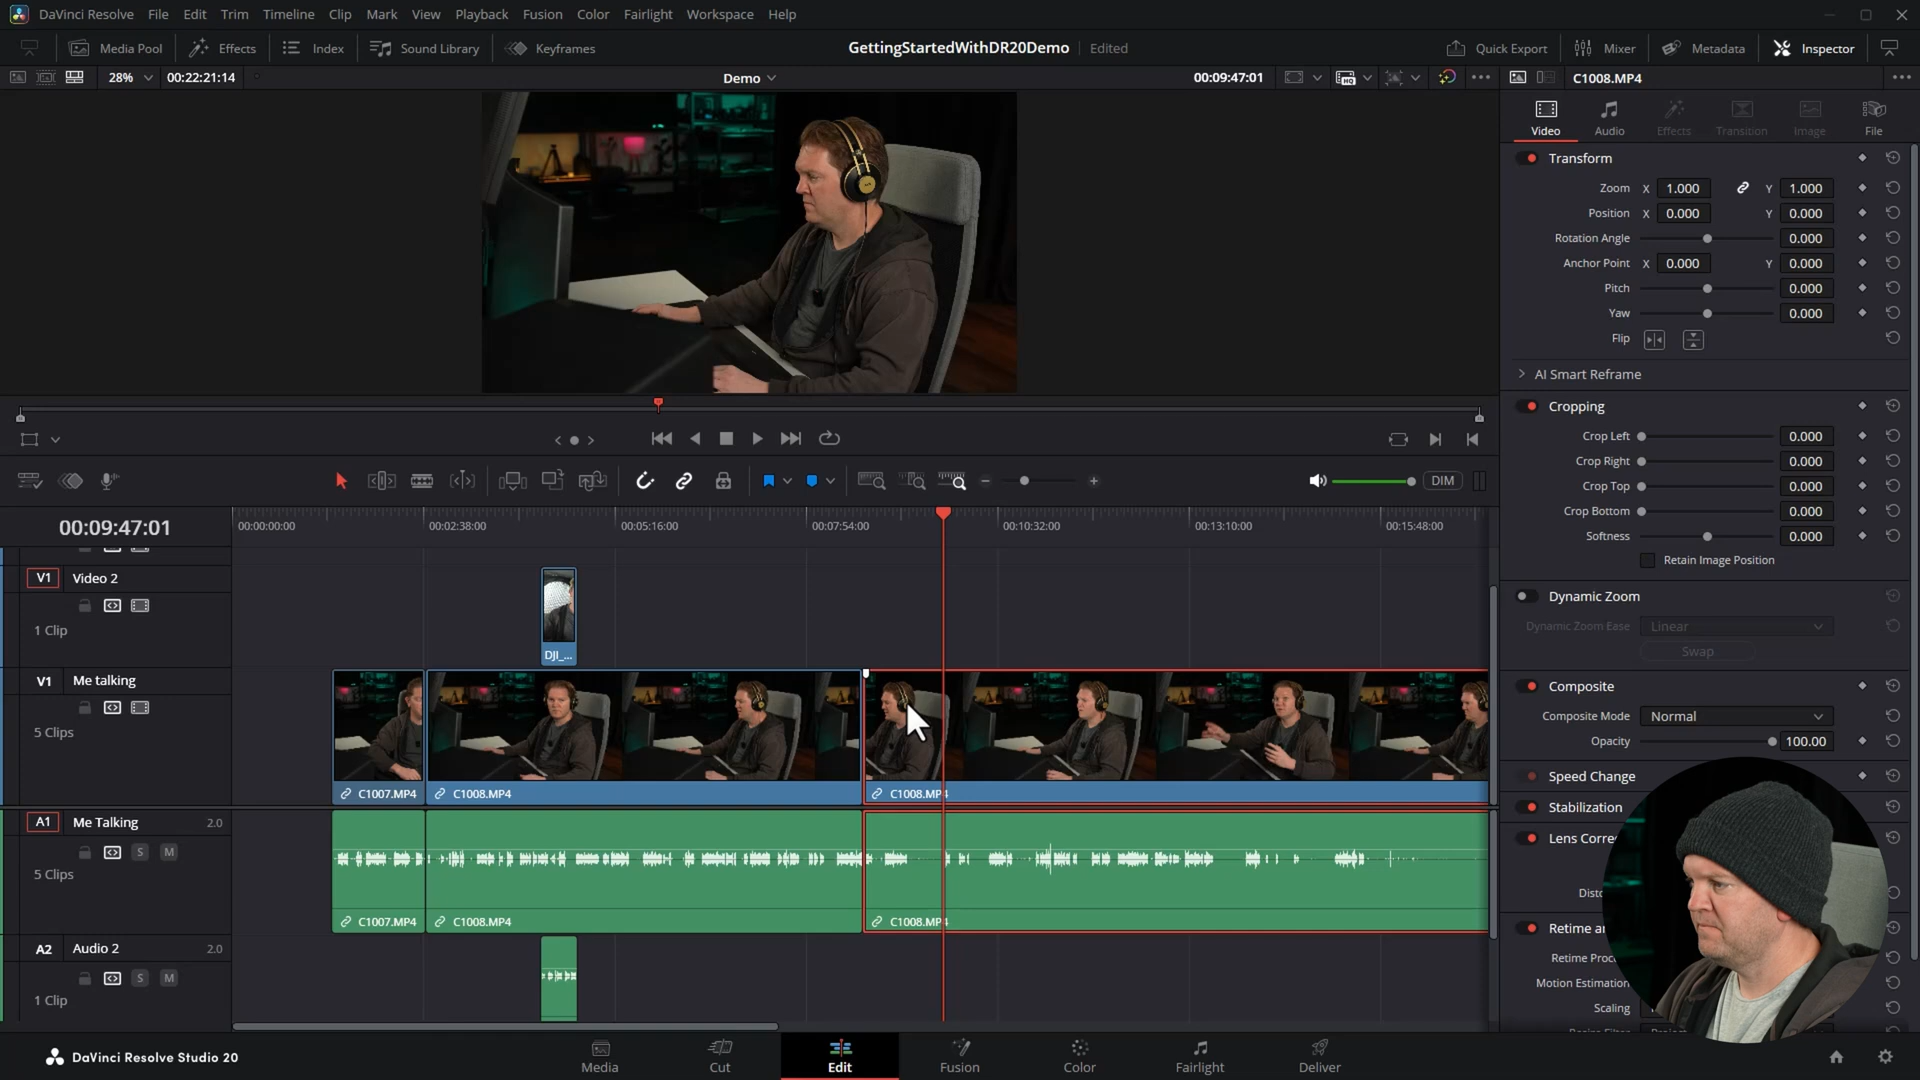 DaVinci Resolve File Edit Trim Timeline Clip Mark View Playback Fusion Color Fairlight Workspace Help
Media Pool Effects Index Sound Library Keyframes GettingStartedWithDR20Demo Edited Quick Export Mixer Metadata Inspector
28% 00:22:21:14 Demo 00:09:47:01 C1008.MP4
Video Audio Effects Transition Image File
Transform
Zoom X 1.000 Y 1.000
Position X 0.000 Y 0.000
Rotation Angle 0.000
Anchor Point X 0.000 Y 0.000
Pitch 0.000
Yaw 0.000
Flip
AI Smart Reframe
Cropping
Crop Left 0.000
Crop Right 0.000
Crop Top 0.000
Crop Bottom 0.000
Softness 0.000
Retain Image Position
Dynamic Zoom
Dynamic Zoom Ease Linear
Swap
Composite
Composite Mode Normal
Opacity 100.00
Speed Change
Stabilization
Lens Corre
Dist
Retime a
Retime Proc
Motion Estimation
Scaling
DIM
00:09:47:01 00:00:00:00 00:02:38:00 00:05:16:00 00:07:54:00 00:10:32:00 00:13:10:00 00:15:48:00
V1 Video 2
1 Clip
DJI_...
V1 Me talking
5 Clips
C1007.MP4 C1008.MP4 C1008.MP4
A1 Me Talking 2.0
S M
5 Clips
C1007.MP4 C1008.MP4 C1008.MP4
A2 Audio 2 2.0
S M
1 Clip
DaVinci Resolve Studio 20
Media Cut Edit Fusion Color Fairlight Deliver